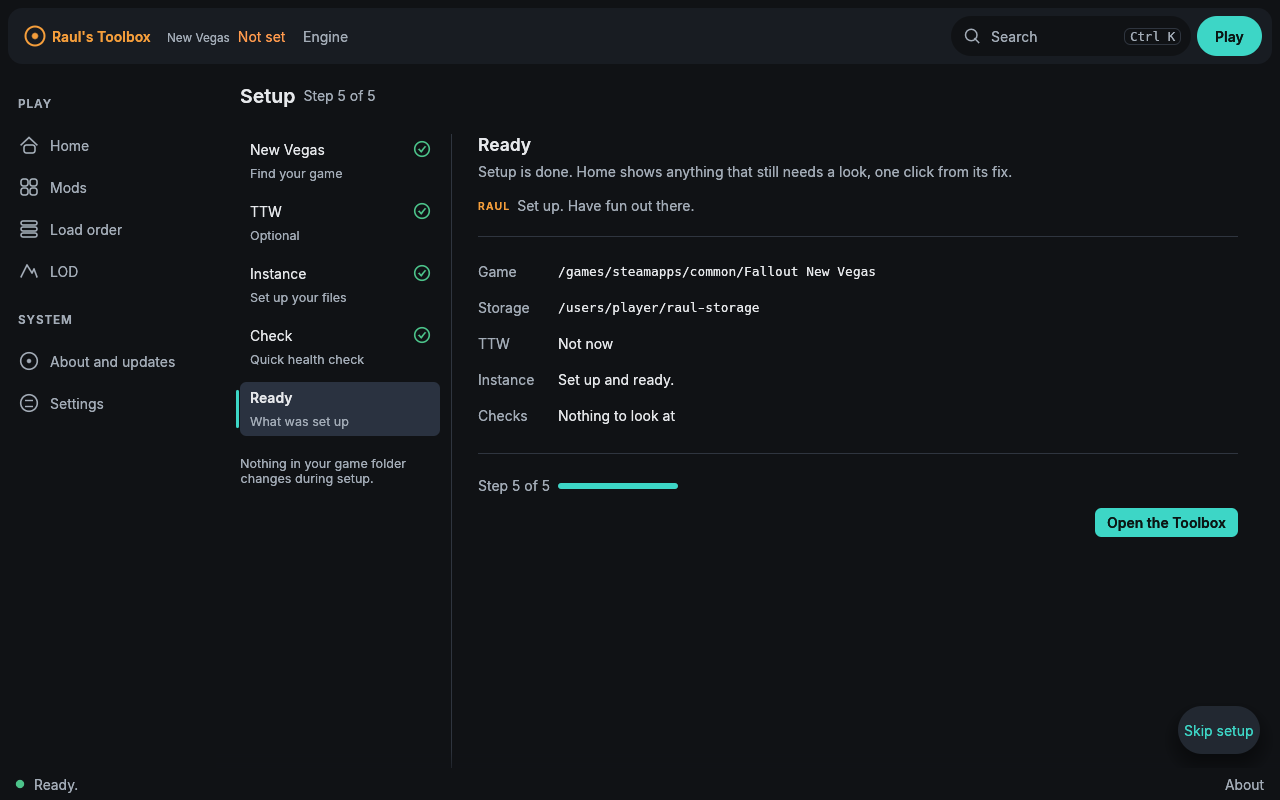 Raul's Toolbox New Vegas Not set Engine Search Ctrl K Play
PLAY
Home
Mods
Load order
LOD
SYSTEM
About and updates
Settings
Setup Step 5 of 5
New Vegas
Find your game
TTW
Optional
Instance
Set up your files
Check
Quick health check
Ready
What was set up
Nothing in your game folder
changes during setup.
Ready
Setup is done. Home shows anything that still needs a look, one click from its fix.
RAUL Set up. Have fun out there.
Game /games/steamapps/common/Fallout New Vegas
Storage /users/player/raul-storage
TTW Not now
Instance Set up and ready.
Checks Nothing to look at
Step 5 of 5
Open the Toolbox
Skip setup
Ready. About